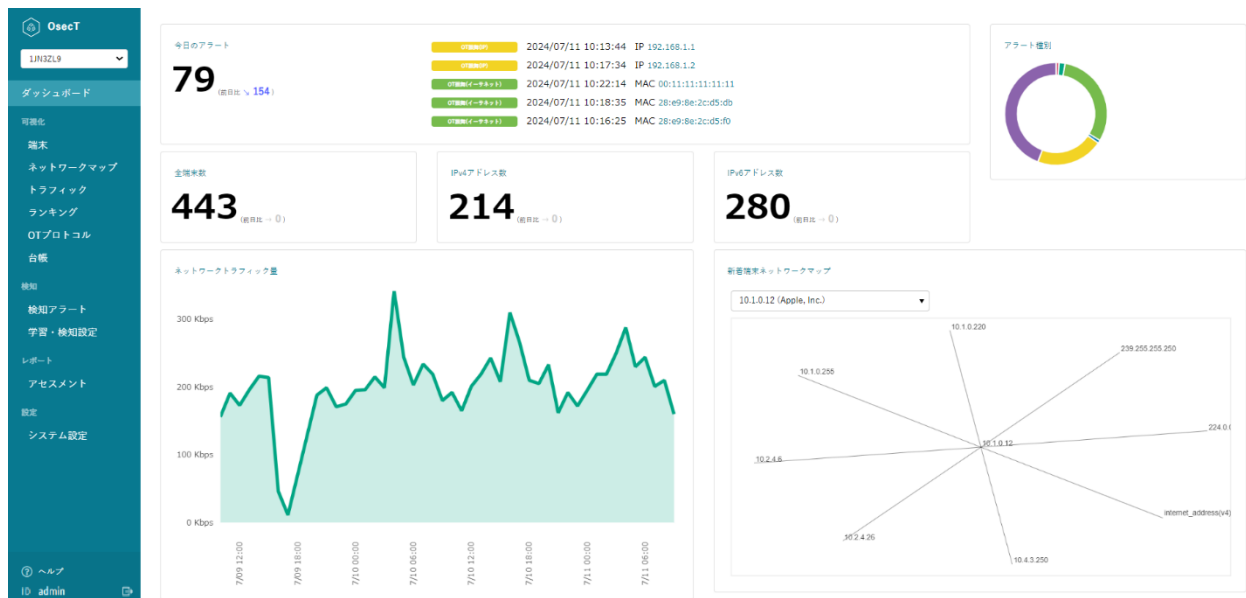 OsecT
1JN3ZL9
ダッシュボード
可視化
端末
ネットワークマップ
トラフィック
ランキング
OTプロトコル
台帳
検知
検知アラート
学習・検知設定
レポート
アセスメント
設定
システム設定
ヘルプ
ID admin
今日のアラート
79 (前日比 ↘ 154)
2024/07/11 10:13:44 IP 192.168.1.1
2024/07/11 10:17:34 IP 192.168.1.2
2024/07/11 10:22:14 MAC 00:11:11:11:11:11
2024/07/11 10:18:35 MAC 28:e9:8e:2c:d5:db
2024/07/11 10:16:25 MAC 28:e9:8e:2c:d5:f0
アラート種別
全端末数
443 (前日比 → 0)
IPv4アドレス数
214 (前日比 → 0)
IPv6アドレス数
280 (前日比 → 0)
ネットワークトラフィック量
300 Kbps
200 Kbps
100 Kbps
0 Kbps
7/09 12:00
7/09 18:00
7/10 00:00
7/10 06:00
7/10 12:00
7/10 18:00
7/11 00:00
7/11 06:00
新着端末ネットワークマップ
10.1.0.12 (Apple, Inc.)
10.1.0.220
239.255.255.250
10.1.0.255
224.0.0
10.1.0.12
10.2.4.6
internet_address(v4)
10.2.4.26
10.4.3.250